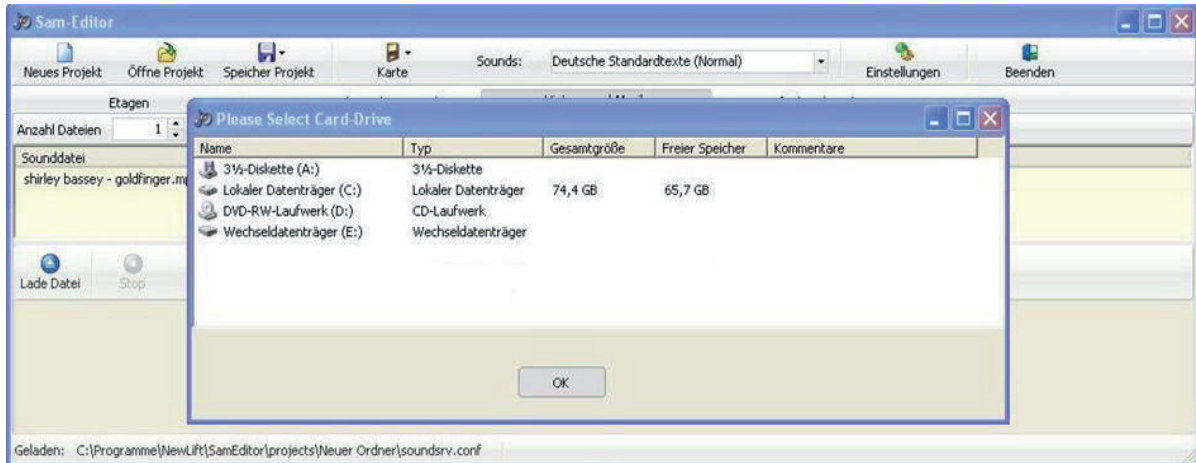 Sam-Editor
Neues Projekt Öffne Projekt Speicher Projekt Karte Sounds: Deutsche Standardtexte (Normal) Einstellungen Beenden
Etagen
Anzahl Dateien 1
Sounddatei
shirley bassey - goldfinger.m
Lade Datei Stop
Please Select Card-Drive
Name Typ Gesamtgröße Freier Speicher Kommentare
3½-Diskette (A:) 3½-Diskette
Lokaler Datenträger (C:) Lokaler Datenträger 74,4 GB 65,7 GB
DVD-RW-Laufwerk (D:) CD-Laufwerk
Wechseldatenträger (E:) Wechseldatenträger
OK
Geladen: C:\Programme\NewLift\SamEditor\projects\Neuer Ordner\soundsrv.conf